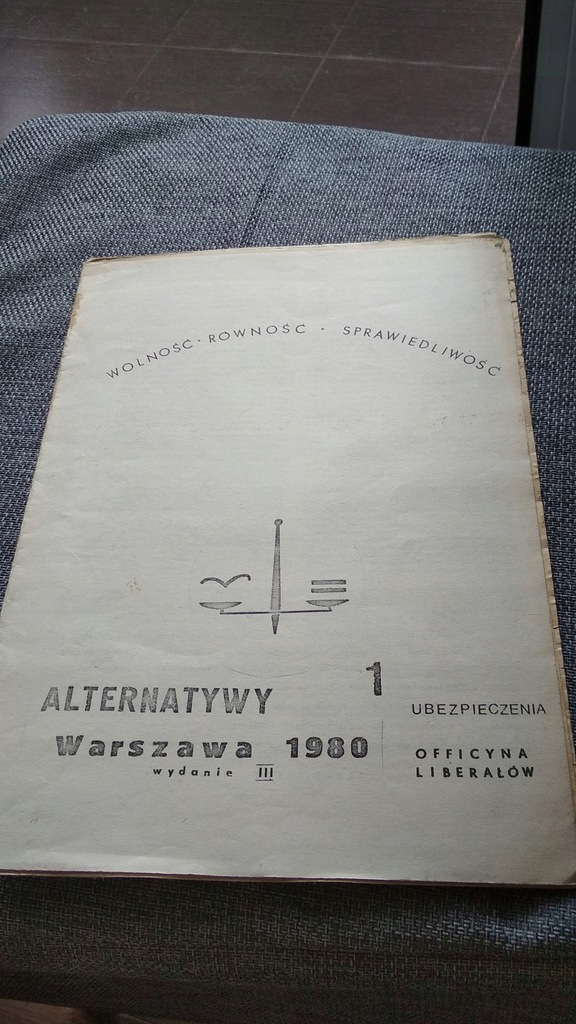 WOLNOŚĆ · RÓWNOŚĆ · SPRAWIEDLIWOŚĆ
ALTERNATYWY 1
UBEZPIECZENIA
Warszawa 1980
wydanie III
OFFICYNA
LIBERAŁÓW